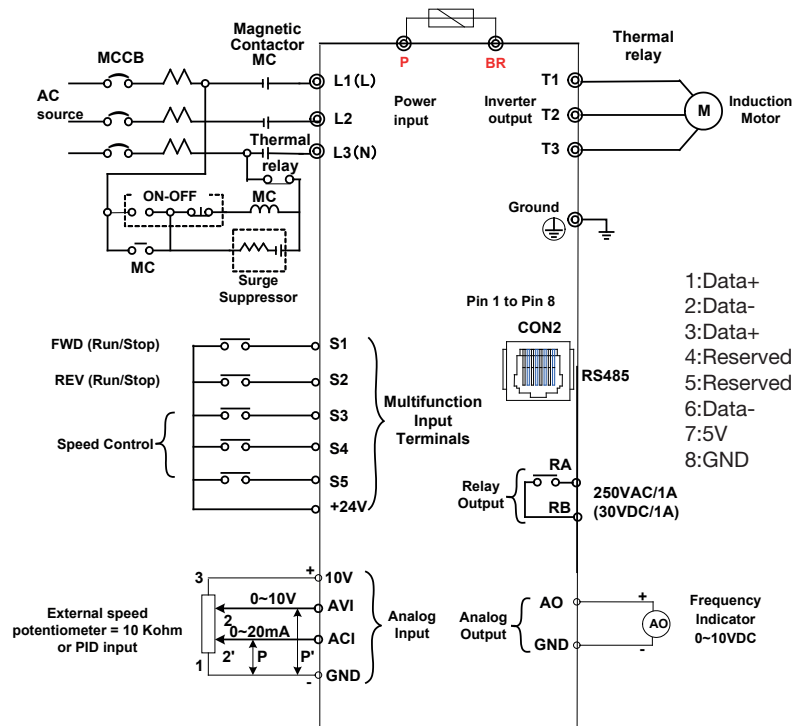 Magnetic
Contactor
MC
MCCB
AC
source
L1(L)
L2
L3(N)
Thermal
relay
ON-OFF
MC
MC
Surge
Suppressor
P
BR
Power
input
Inverter
output
T1
T2
T3
Thermal
relay
M
Induction
Motor
Ground
Pin 1 to Pin 8
CON2
RS485
1:Data+
2:Data-
3:Data+
4:Reserved
5:Reserved
6:Data-
7:5V
8:GND
FWD (Run/Stop)
REV (Run/Stop)
Speed Control
S1
S2
S3
S4
S5
+24V
Multifunction
Input
Terminals
RA
RB
Relay
Output
250VAC/1A
(30VDC/1A)
External speed
potentiometer = 10 Kohm
or PID input
3
2
2'
1
+
-
0~10V
0~20mA
P
P'
10V
AVI
ACI
GND
Analog
Input
Analog
Output
AO
GND
+
AO
-
Frequency
Indicator
0~10VDC